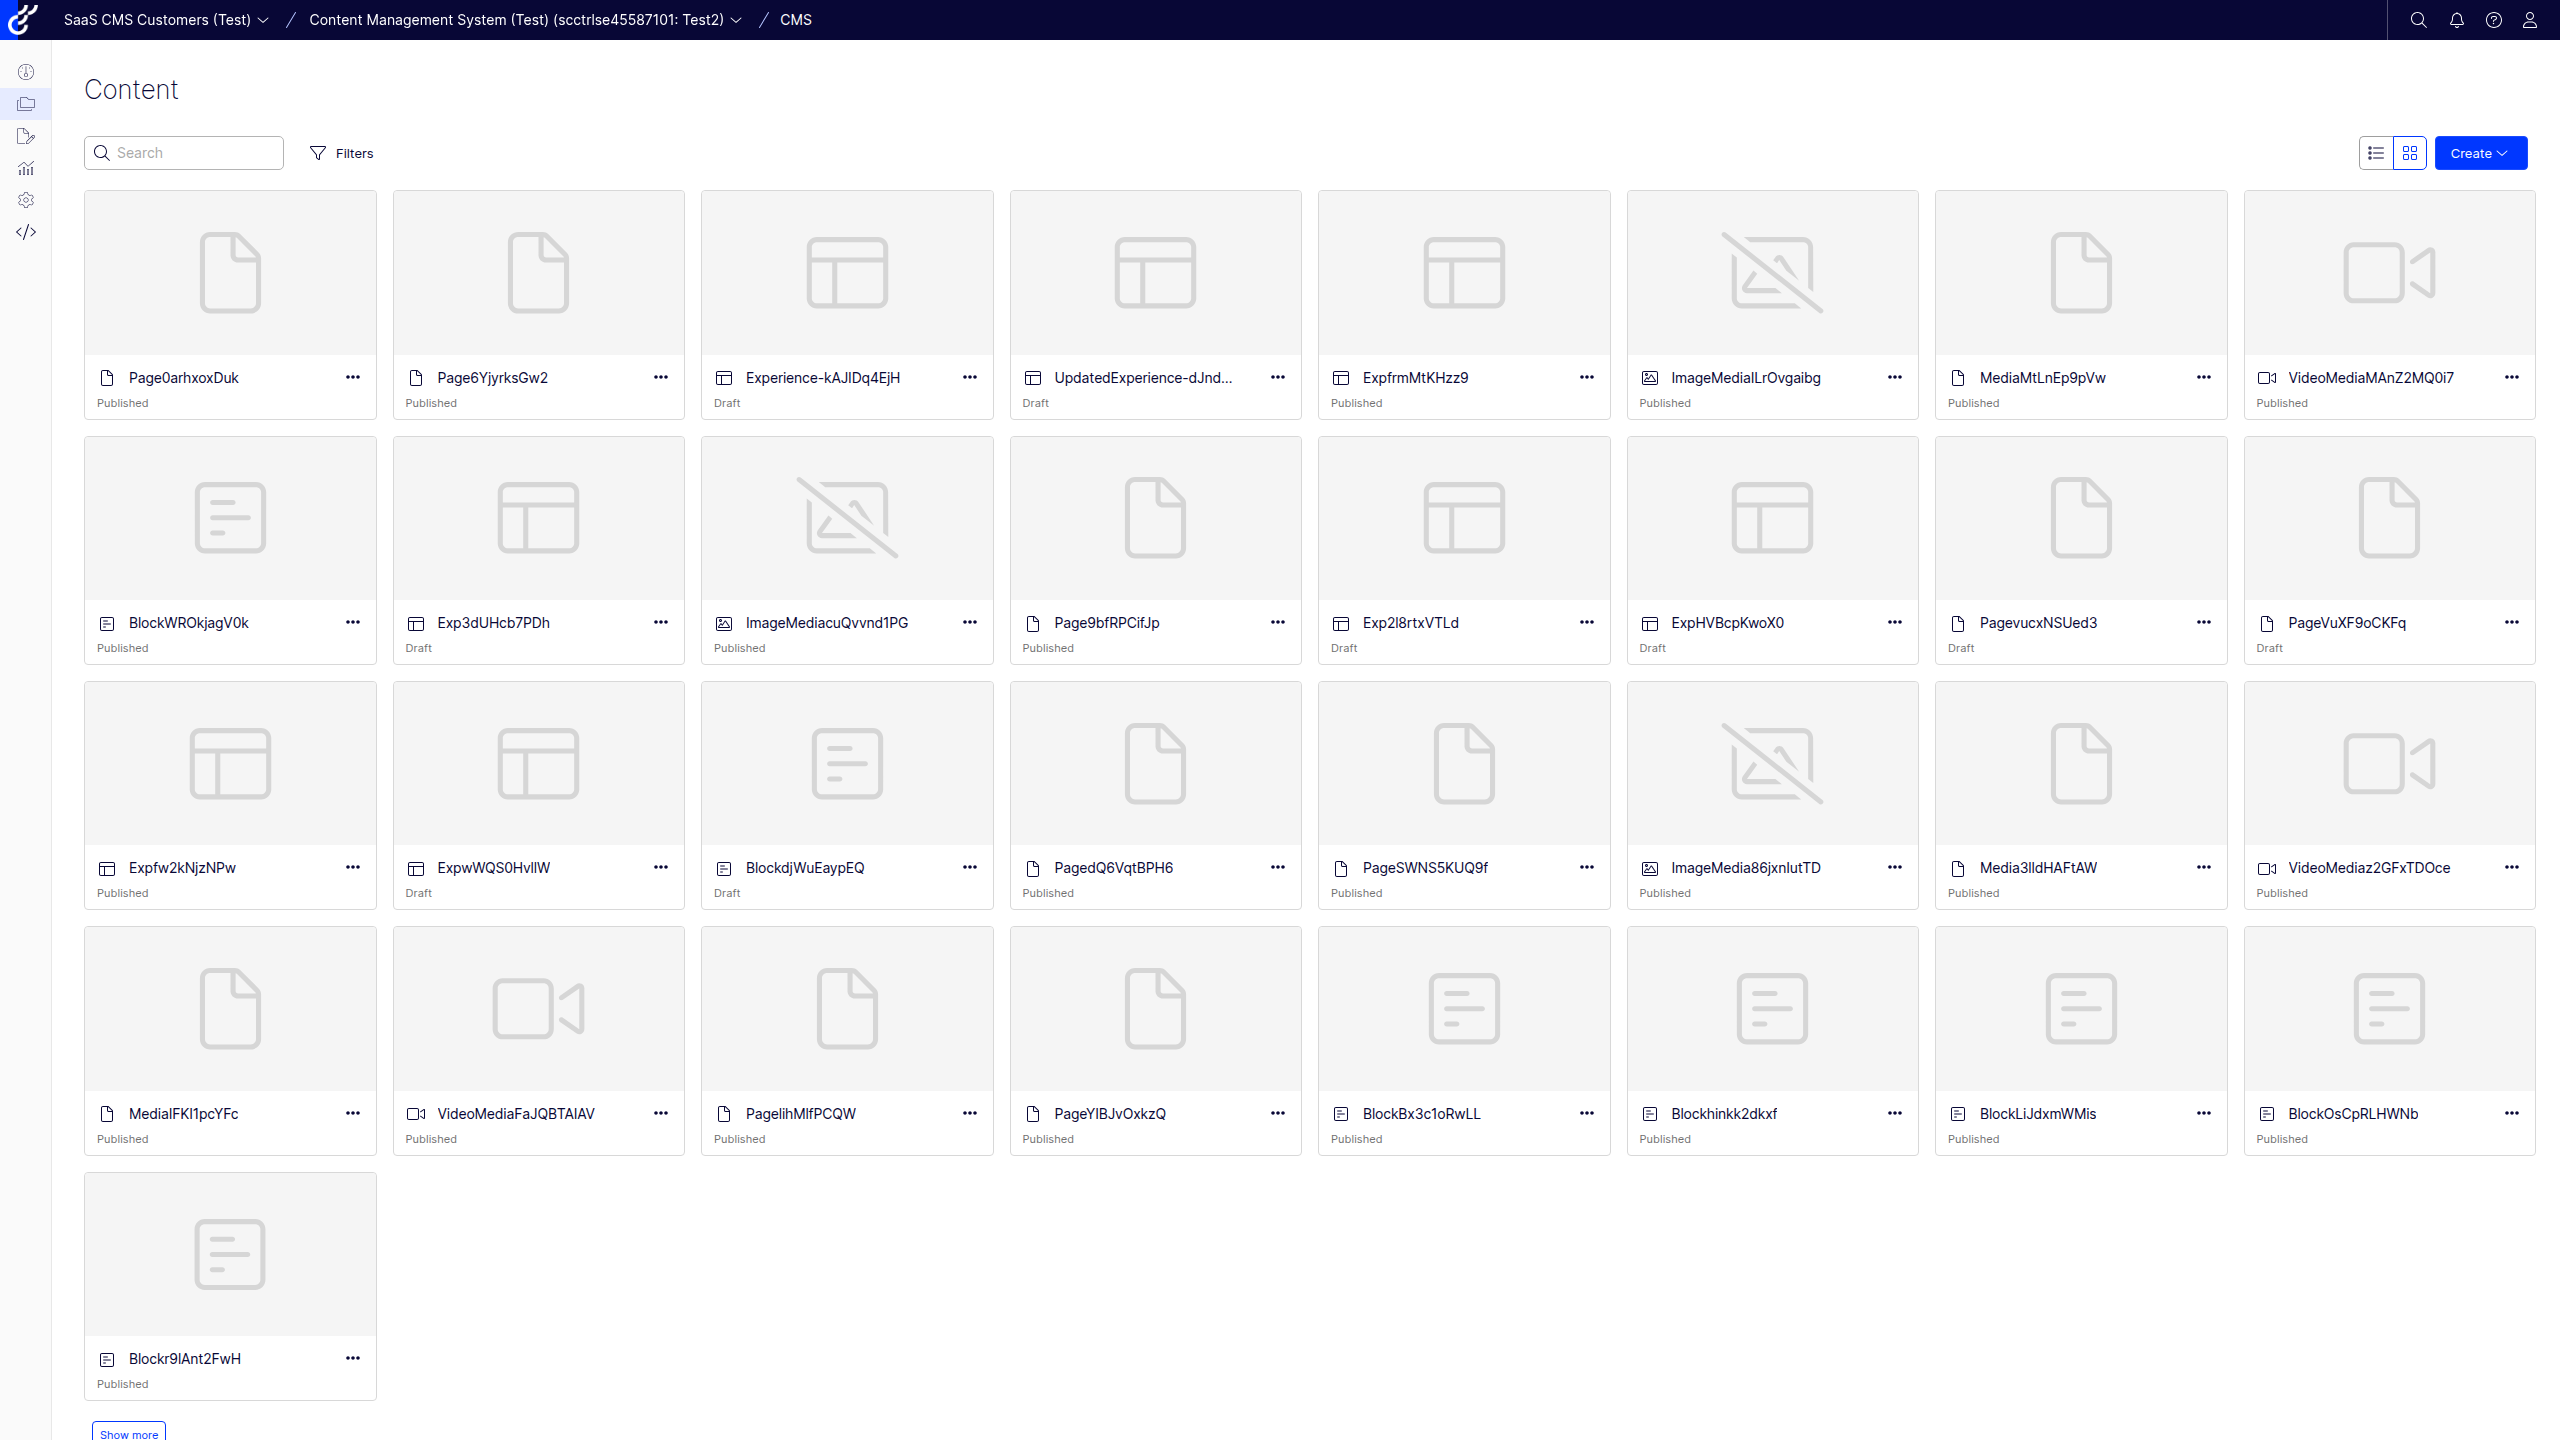 SaaS CMS Customers (Test) / Content Management System (Test) (scctrlse45587101: Test2) / CMS
Content
Search
Filters
Create
Page0arhxoxDuk
Published
Page6YjyrksGw2
Published
Experience-kAJIDq4EjH
Draft
UpdatedExperience-dJnd...
Draft
ExpfrmMtKHzz9
Published
ImageMediaILrOvgaibg
Published
MediaMtLnEp9pVw
Published
VideoMediaMAnZ2MQ0i7
Published
BlockWROkjagV0k
Published
Exp3dUHcb7PDh
Draft
ImageMediacuQvvnd1PG
Published
Page9bfRPCifJp
Published
Exp2I8rtxVTLd
Draft
ExpHVBcpKwoX0
Draft
PagevucxNSUed3
Draft
PageVuXF9oCKFq
Draft
Expfw2kNjzNPw
Published
ExpwWQS0HvlIW
Draft
BlockdjWuEaypEQ
Draft
PagedQ6VqtBPH6
Published
PageSWNS5KUQ9f
Published
ImageMedia86jxnIutTD
Published
Media3lldHAFtAW
Published
VideoMediaz2GFxTDOce
Published
MediaIFKI1pcYFc
Published
VideoMediaFaJQBTAIAV
Published
PagelihMlfPCQW
Published
PageYIBJvOxkzQ
Published
BlockBx3c1oRwLL
Published
Blockhinkk2dkxf
Published
BlockLiJdxmWMis
Published
BlockOsCpRLHWNb
Published
Blockr9IAnt2FwH
Published
Show more